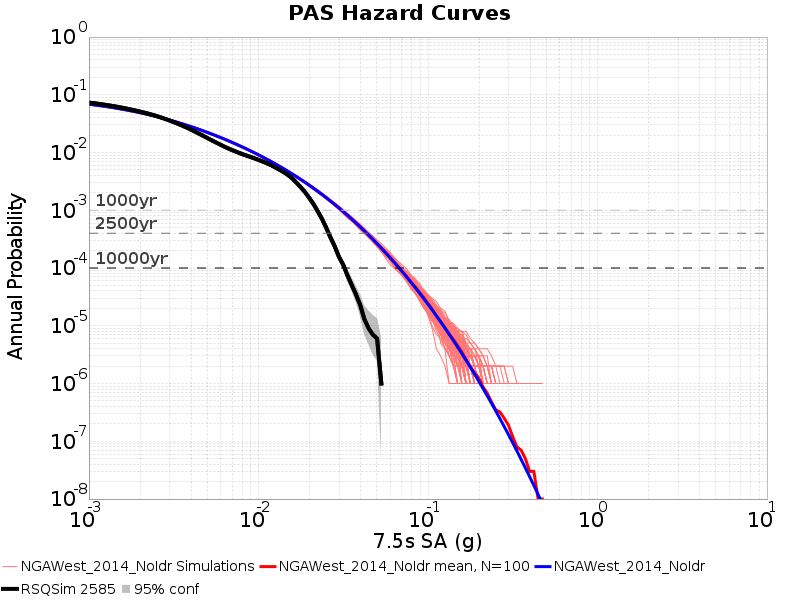 PAS Hazard Curves
Annual Probability
10^0
10^-1
10^-2
10^-3
10^-4
10^-5
10^-6
10^-7
10^-8
1000yr
2500yr
10000yr
10^-3 10^-2 10^-1 10^0 10^1
7.5s SA (g)
NGAWest_2014_NoIdr Simulations NGAWest_2014_NoIdr mean, N=100 NGAWest_2014_NoIdr
RSQSim 2585 95% conf